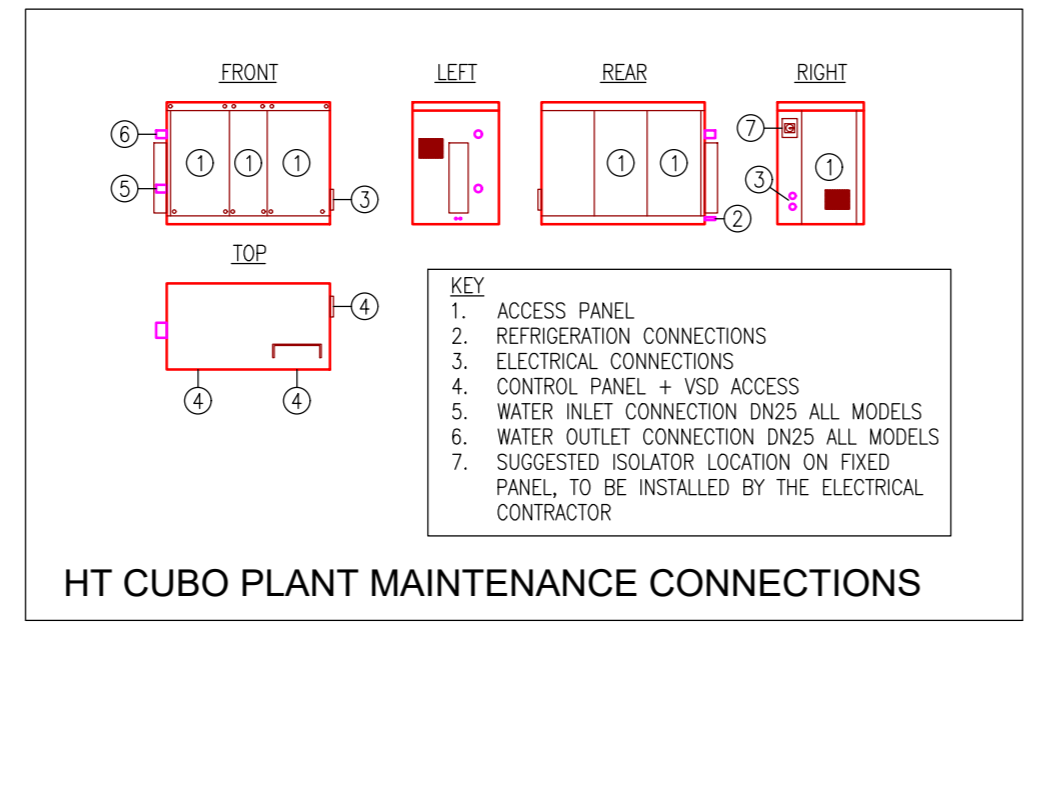 FRONT
LEFT
REAR
RIGHT
6
7
1 1 1
1 1
1
5
3
3
2
TOP
4
4 4
KEY
1. ACCESS PANEL
2. REFRIGERATION CONNECTIONS
3. ELECTRICAL CONNECTIONS
4. CONTROL PANEL + VSD ACCESS
5. WATER INLET CONNECTION DN25 ALL MODELS
6. WATER OUTLET CONNECTION DN25 ALL MODELS
7. SUGGESTED ISOLATOR LOCATION ON FIXED
PANEL, TO BE INSTALLED BY THE ELECTRICAL
CONTRACTOR
HT CUBO PLANT MAINTENANCE CONNECTIONS